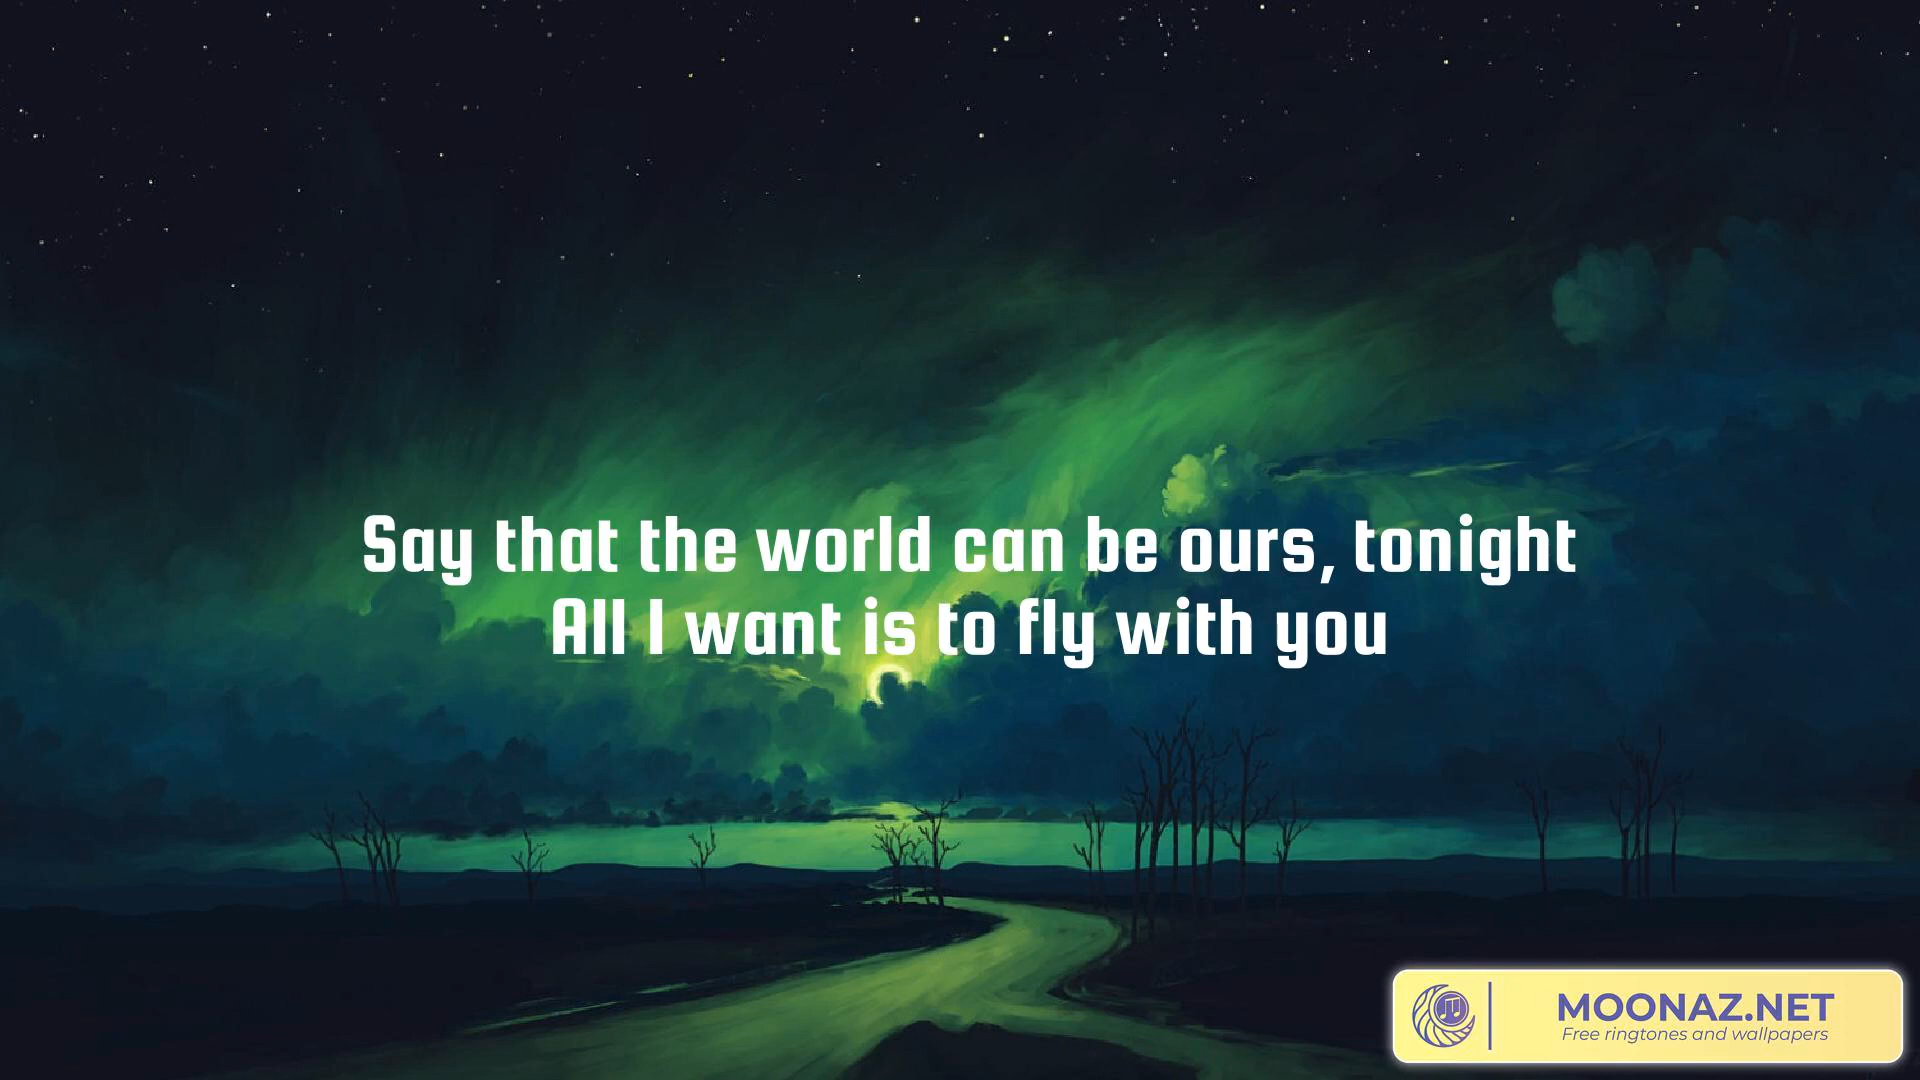 Say that the world can be ours, tonight
All I want is to fly with you
MOONAZ.NET
Free ringtones and wallpapers